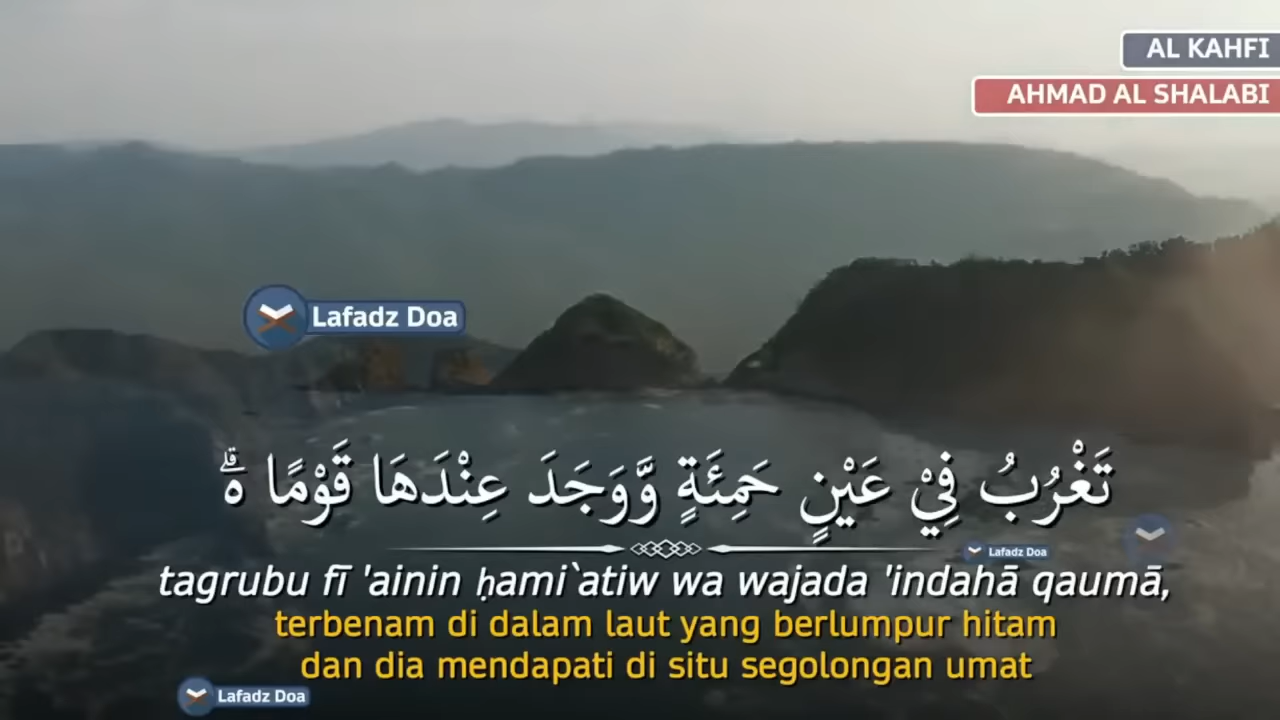 AL KAHFI
AHMAD AL SHALABI
Lafadz Doa
تَغْرُبُ فِيْ عَيْنٍ حَمِئَةٍ وَّوَجَدَ عِنْدَهَا قَوْمًا ەۗ
Lafadz Doa
tagrubu fī 'ainin ḥami`atiw wa wajada 'indahā qaumā,
terbenam di dalam laut yang berlumpur hitam
dan dia mendapati di situ segolongan umat
Lafadz Doa